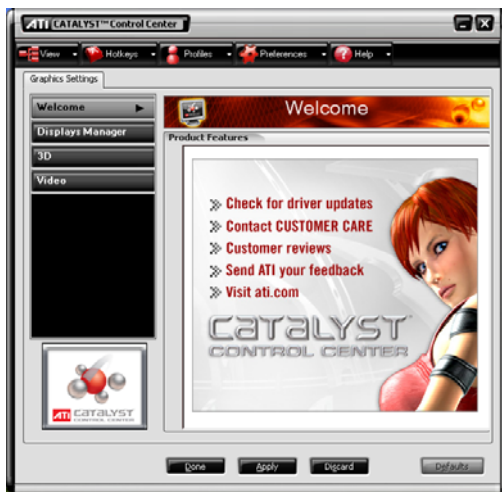 ATI CATALYST™ Control Center
View Hotkeys Profiles Preferences Help
Graphics Settings
Welcome
Displays Manager
3D
Video
Welcome
Product Features
Check for driver updates
Contact CUSTOMER CARE
Customer reviews
Send ATI your feedback
Visit ati.com
CATALYST
CONTROL CENTER
ATI CATALYST
CONTROL CENTER
Done Apply Discard Defaults